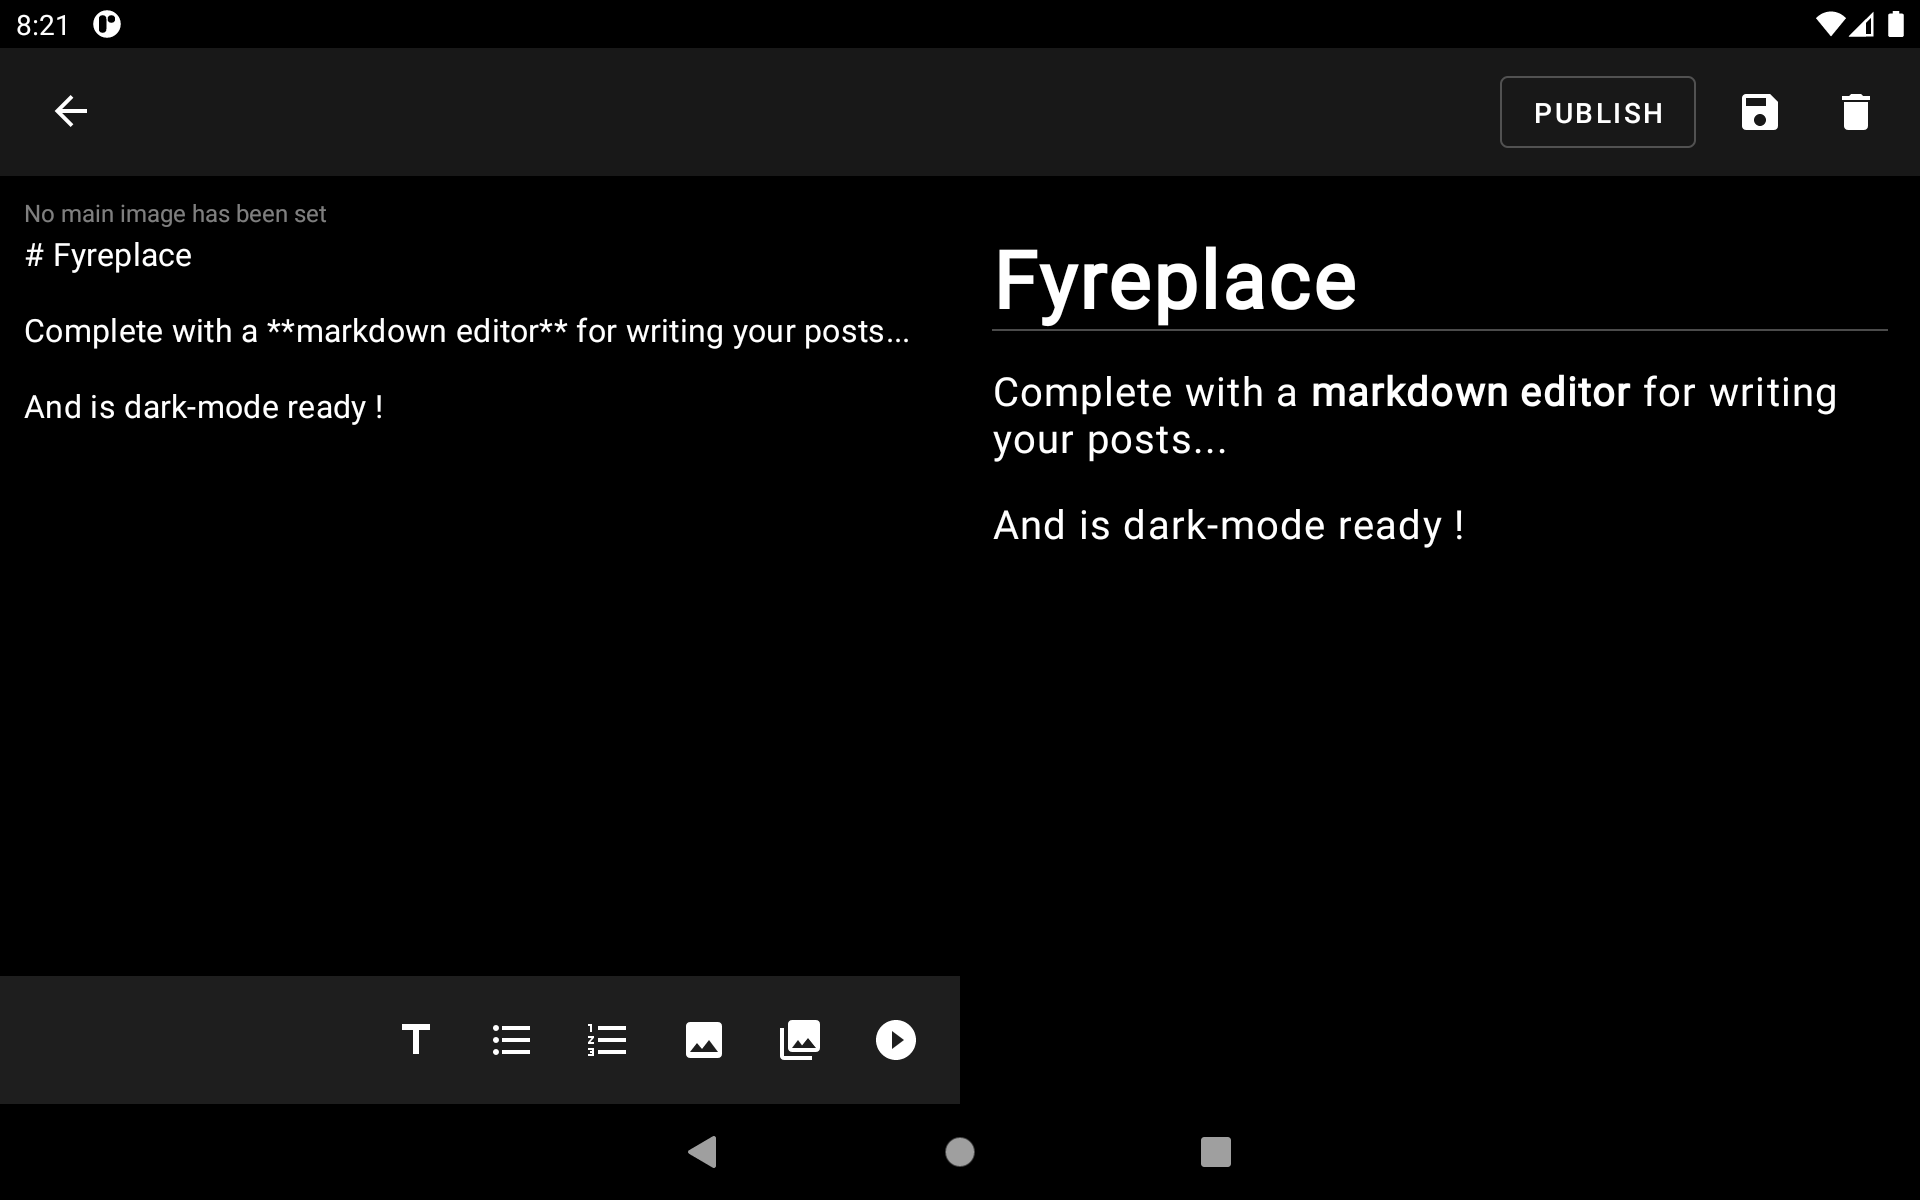 8:21
PUBLISH
No main image has been set
# Fyreplace
Complete with a **markdown editor** for writing your posts...
And is dark-mode ready !
Fyreplace
Complete with a markdown editor for writing
your posts...
And is dark-mode ready !